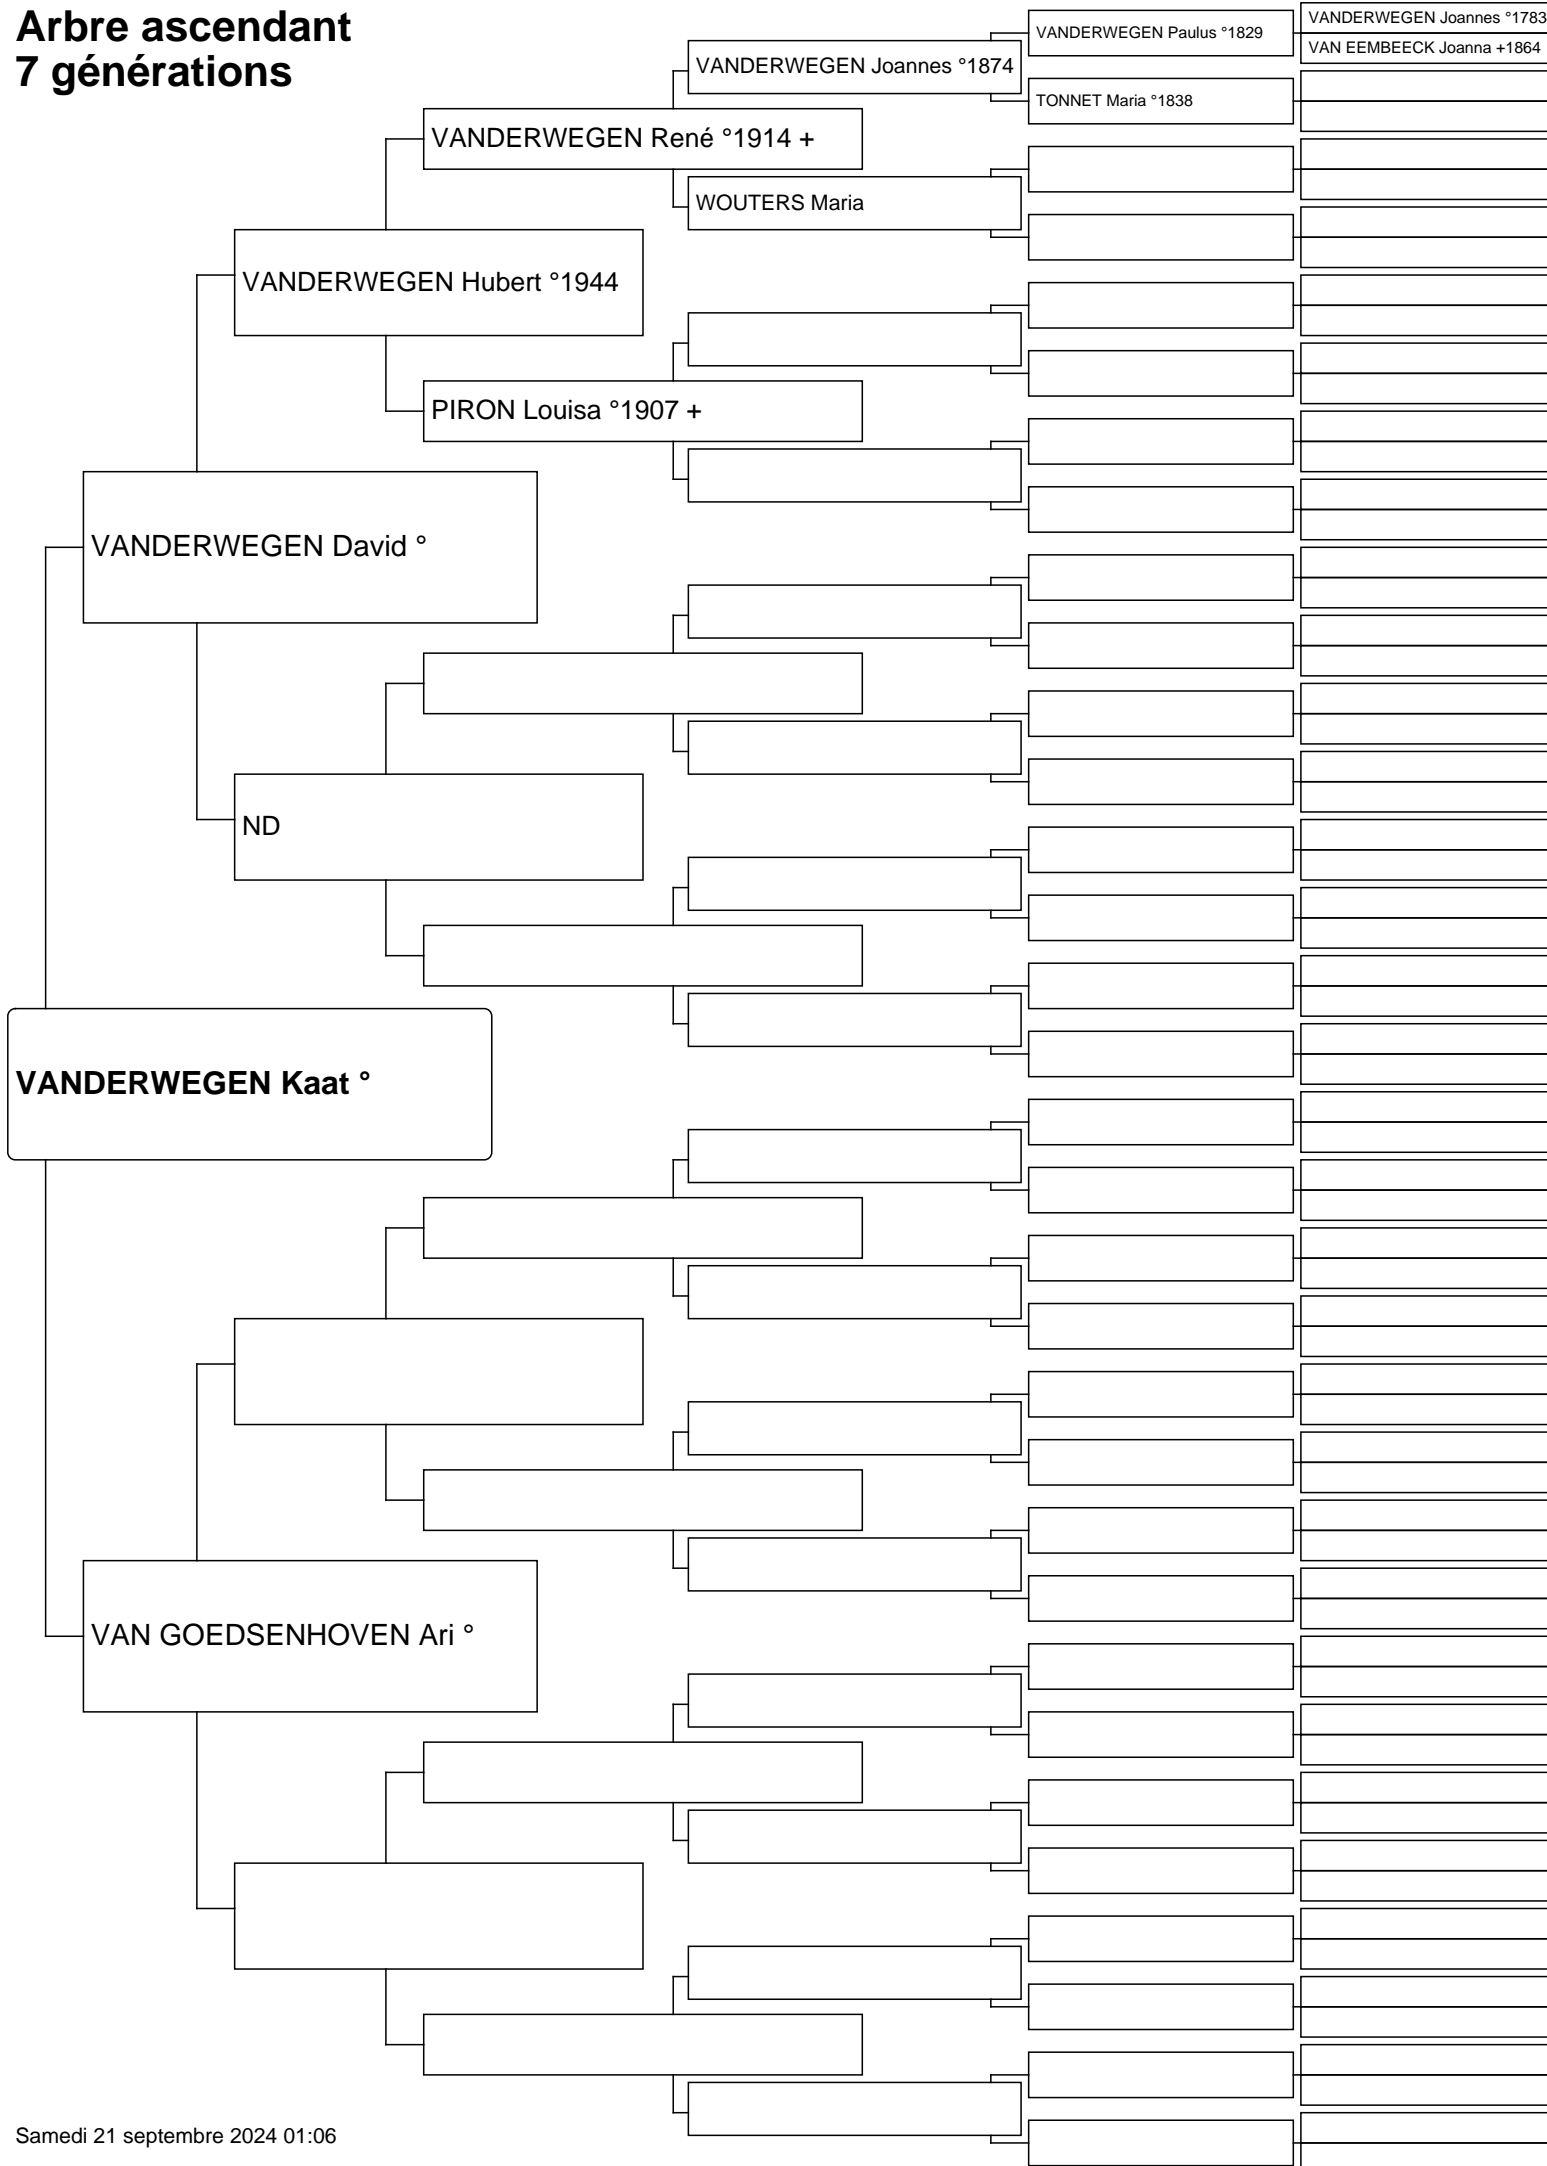 Arbre ascendant
7 générations
VANDERWEGEN Joannes °1783
VANDERWEGEN Paulus °1829
VAN EEMBEECK Joanna +1864
VANDERWEGEN Joannes °1874
TONNET Maria °1838
VANDERWEGEN René °1914 +
WOUTERS Maria
VANDERWEGEN Hubert °1944
PIRON Louisa °1907 +
VANDERWEGEN David °
ND
VANDERWEGEN Kaat °
VAN GOEDSENHOVEN Ari °
Samedi 21 septembre 2024 01:06